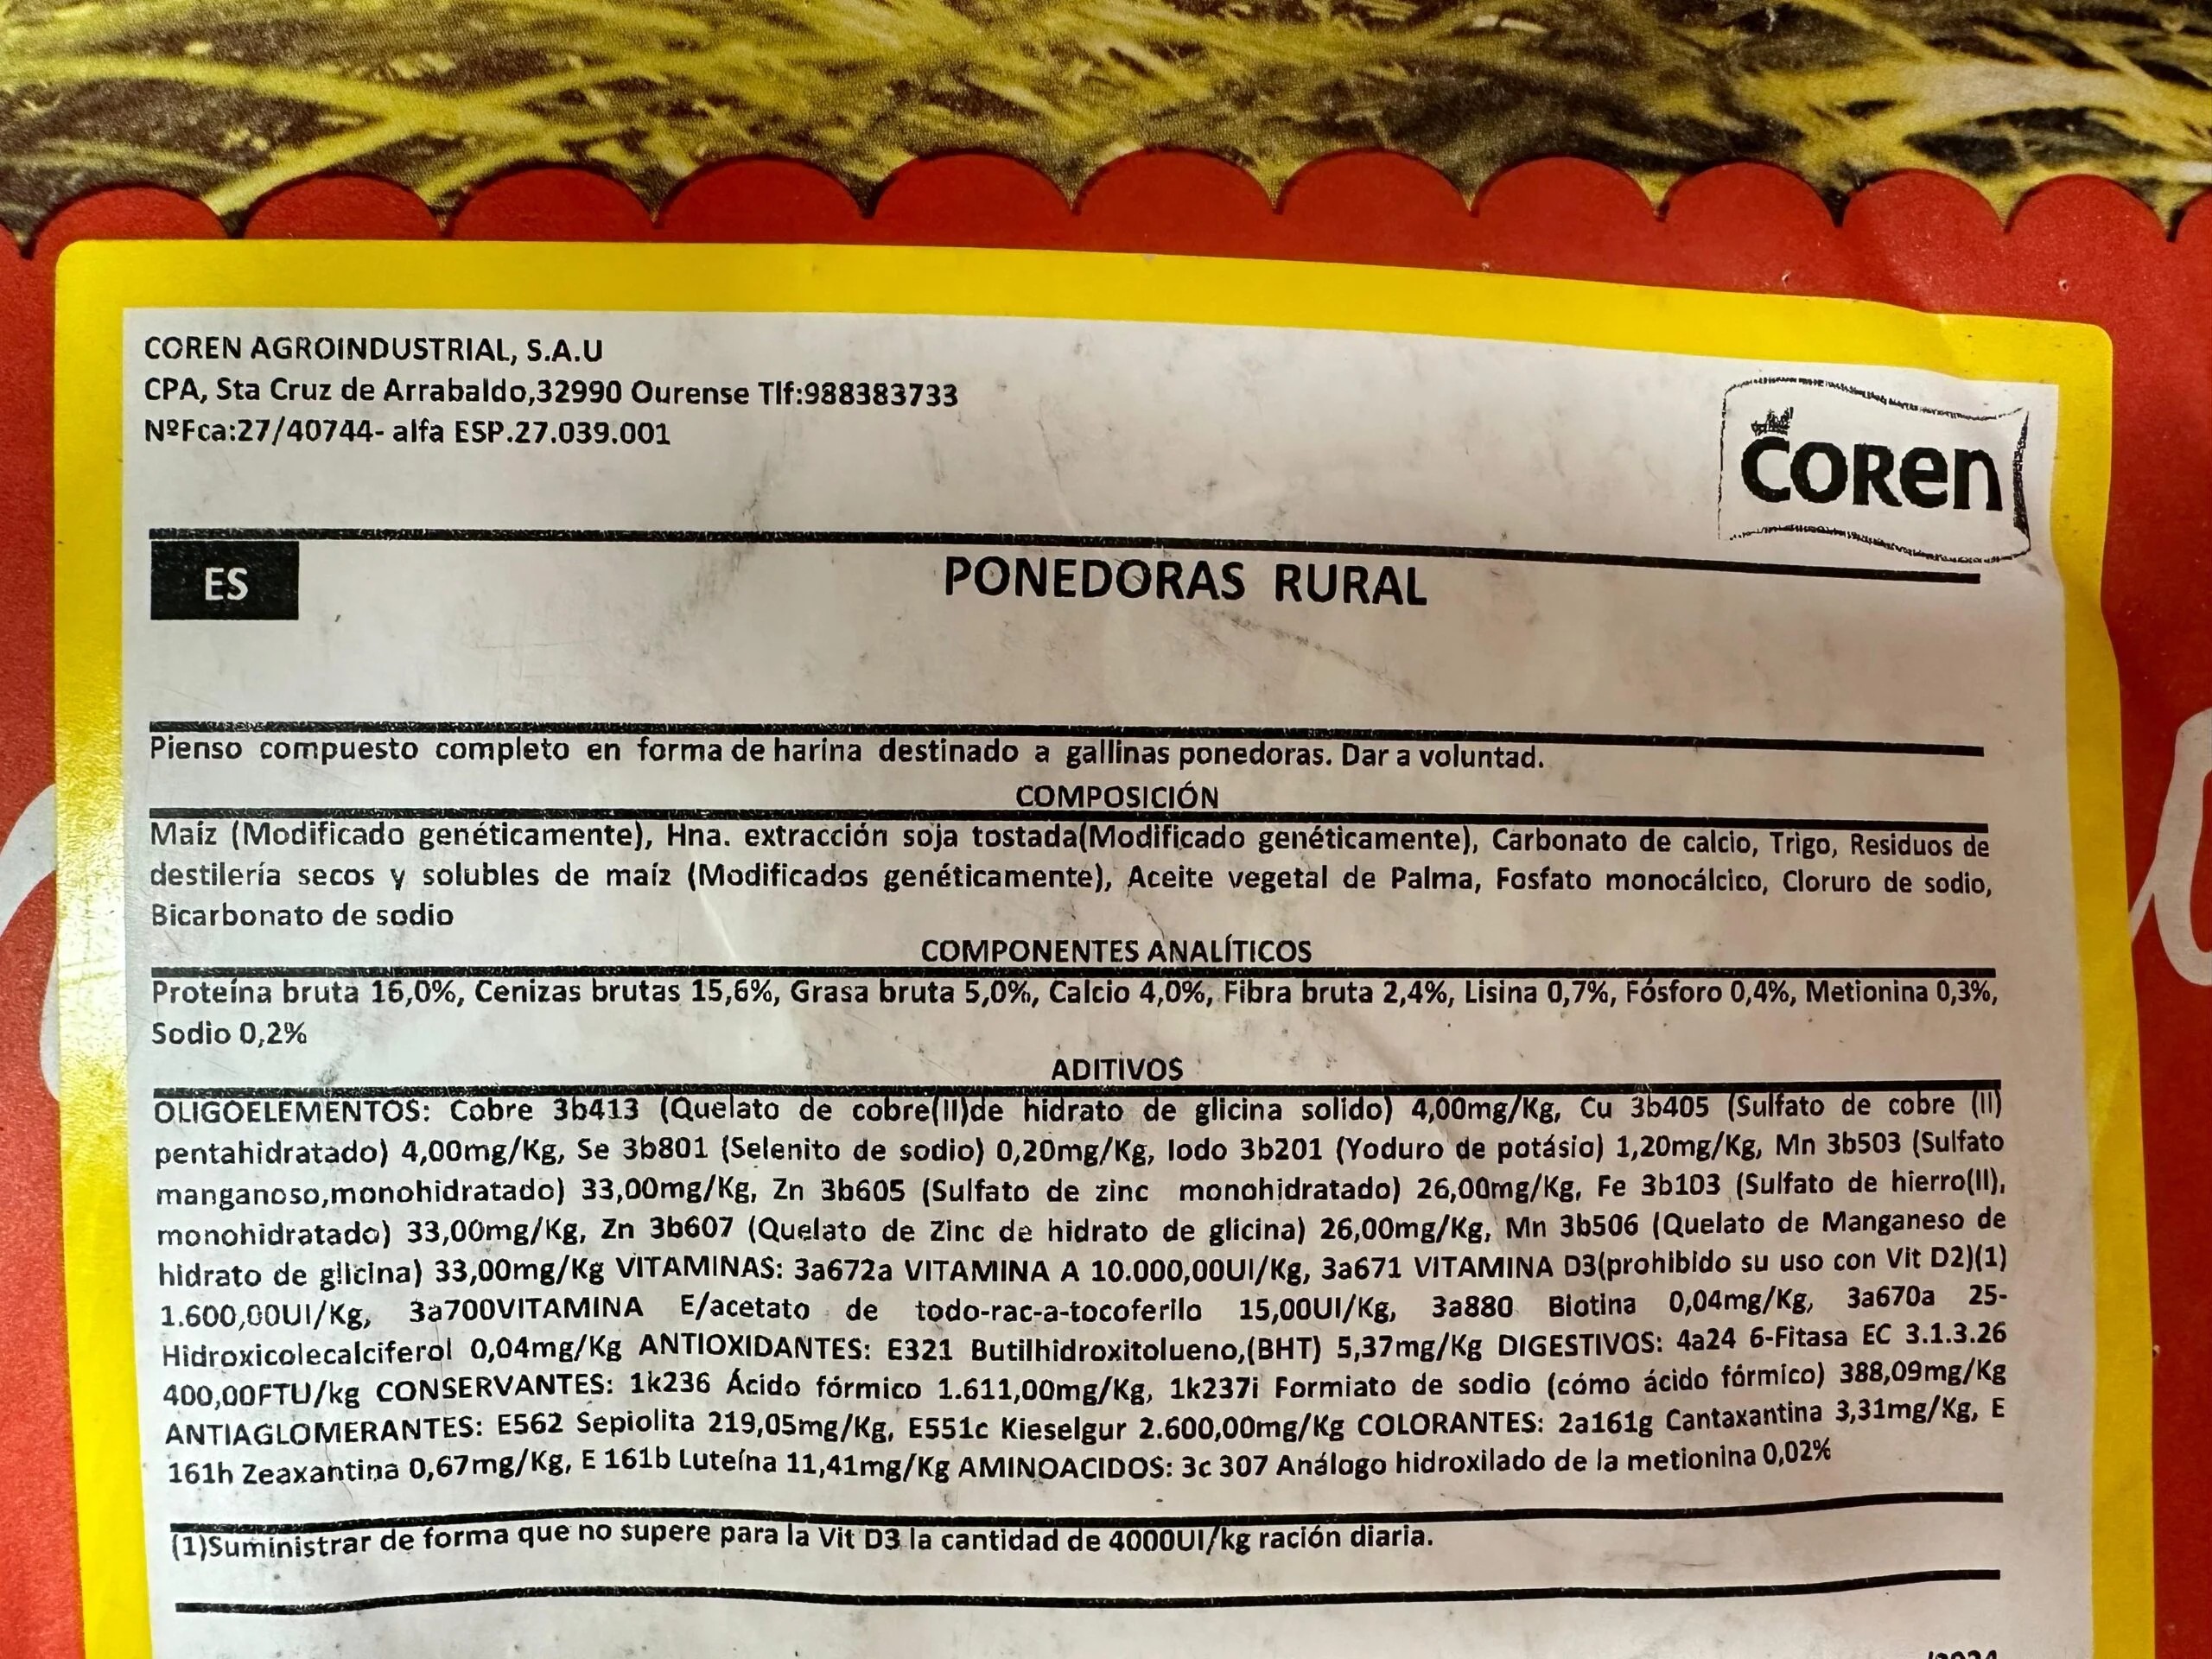 COREN AGROINDUSTRIAL, S.A.U
CPA, Sta Cruz de Arrabaldo,32990 Ourense Tlf:988383733
NºFca:27/40744- alfa ESP.27.039.001
coren
ES
PONEDORAS RURAL
Pienso compuesto completo en forma de harina destinado a gallinas ponedoras. Dar a voluntad.
COMPOSICIÓN
Maíz (Modificado genéticamente), Hna. extracción soja tostada(Modificado genéticamente), Carbonato de calcio, Trigo, Residuos de
destilería secos y solubles de maíz (Modificados genéticamente), Aceite vegetal de Palma, Fosfato monocálcico, Cloruro de sodio,
Bicarbonato de sodio
COMPONENTES ANALÍTICOS
Proteína bruta 16,0%, Cenizas brutas 15,6%, Grasa bruta 5,0%, Calcio 4,0%, Fibra bruta 2,4%, Lisina 0,7%, Fósforo 0,4%, Metionina 0,3%,
Sodio 0,2%
ADITIVOS
OLIGOELEMENTOS: Cobre 3b413 (Quelato de cobre(II)de hidrato de glicina solido) 4,00mg/Kg, Cu 3b405 (Sulfato de cobre (II)
pentahidratado) 4,00mg/Kg, Se 3b801 (Selenito de sodio) 0,20mg/Kg, Iodo 3b201 (Yoduro de potásio) 1,20mg/Kg, Mn 3b503 (Sulfato
manganoso,monohidratado) 33,00mg/Kg, Zn 3b605 (Sulfato de zinc monohidratado) 26,00mg/Kg, Fe 3b103 (Sulfato de hierro(II),
monohidratado) 33,00mg/Kg, Zn 3b607 (Quelato de Zinc de hidrato de glicina) 26,00mg/Kg, Mn 3b506 (Quelato de Manganeso de
hidrato de glicina) 33,00mg/Kg VITAMINAS: 3a672a VITAMINA A 10.000,00UI/Kg, 3a671 VITAMINA D3(prohibido su uso con Vit D2)(1)
1.600,00UI/Kg, 3a700VITAMINA E/acetato de todo-rac-a-tocoferilo 15,00UI/Kg, 3a880 Biotina 0,04mg/Kg, 3a670a 25-
Hidroxicolecalciferol 0,04mg/Kg ANTIOXIDANTES: E321 Butilhidroxitolueno,(BHT) 5,37mg/Kg DIGESTIVOS: 4a24 6-Fitasa EC 3.1.3.26
400,00FTU/kg CONSERVANTES: 1k236 Ácido fórmico 1.611,00mg/Kg, 1k237i Formiato de sodio (cómo ácido fórmico) 388,09mg/Kg
ANTIAGLOMERANTES: E562 Sepiolita 219,05mg/Kg, E551c Kieselgur 2.600,00mg/Kg COLORANTES: 2a161g Cantaxantina 3,31mg/Kg, E
161h Zeaxantina 0,67mg/Kg, E 161b Luteína 11,41mg/Kg AMINOACIDOS: 3c 307 Análogo hidroxilado de la metionina 0,02%
(1)Suministrar de forma que no supere para la Vit D3 la cantidad de 4000UI/kg ración diaria.